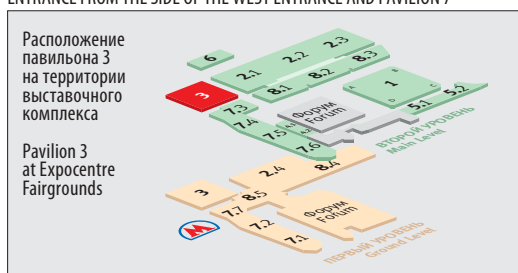 ENTRANCE FROM THE SIDE OF THE WEST ENTRANCE AND PAVILION 7
Расположение
павильона 3
на территории
выставочного
комплекса
Pavilion 3
at Expocentre
Fairgrounds
6
2.1
2.2
2.3
8.1
8.2
8.3
3
7.3
7.4
7.5
7.6
Форум
Forum
A
B
C
D
1
5.1
5.2
ВТОРОЙ УРОВЕНЬ
Main Level
3
2.4
8.4
8.5
7.7
7.2
7.1
Форум
Forum
ПЕРВЫЙ УРОВЕНЬ
Ground Level
М